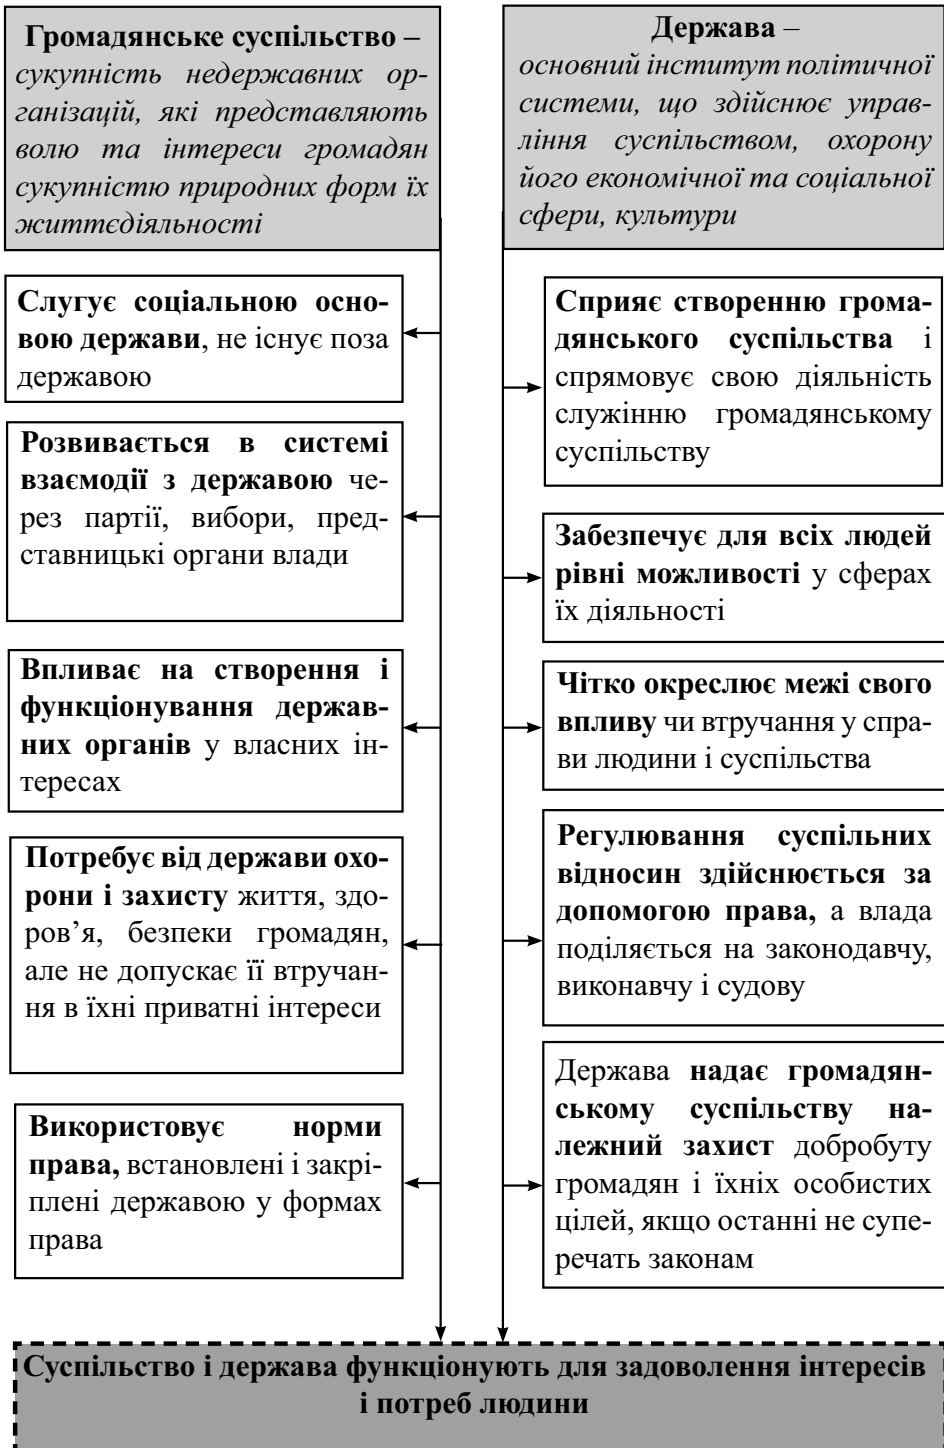 Громадянське суспільство –
сукупність недержавних ор-
ганізацій, які представляють
волю та інтереси громадян
сукупністю природних форм їх
життєдіяльності
Слугує соціальною осно-
вою держави, не існує поза
державою
Розвивається в системі
взаємодії з державою че-
рез партії, вибори, пред-
ставницькі органи влади
Впливає на створення і
функціонування держав-
них органів у власних ін-
тересах
Потребує від держави охо-
рони і захисту життя, здо-
ров’я, безпеки громадян,
але не допускає її втручан-
ня в їхні приватні інтереси
Використовує норми
права, встановлені і закрі-
плені державою у формах
права
Держава –
основний інститут політичної
системи, що здійснює управ-
ління суспільством, охорону
його економічної та соціальної
сфери, культури
Сприяє створенню грома-
дянського суспільства і
спрямовує свою діяльність
служінню громадянському
суспільству
Забезпечує для всіх людей
рівні можливості у сферах
їх діяльності
Чітко окреслює межі свого
впливу чи втручання у спра-
ви людини і суспільства
Регулювання суспільних
відносин здійснюється за
допомогою права, а влада
поділяється на законодавчу,
виконавчу і судову
Держава надає громадян-
ському суспільству на-
лежний захист добробуту
громадян і їхніх особистих
цілей, якщо останні не супе-
речать законам
Суспільство і держава функціонують для задоволення інтересів
і потреб людини